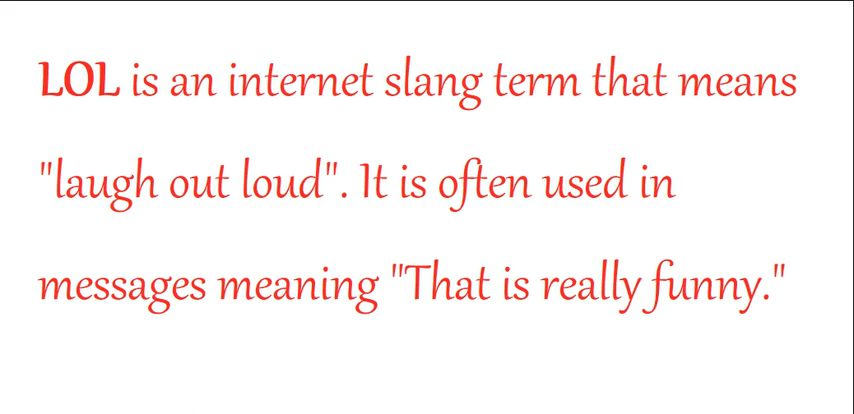 LOL is an internet slang term that means
"laugh out loud". It is often used in
messages meaning "That is really funny."